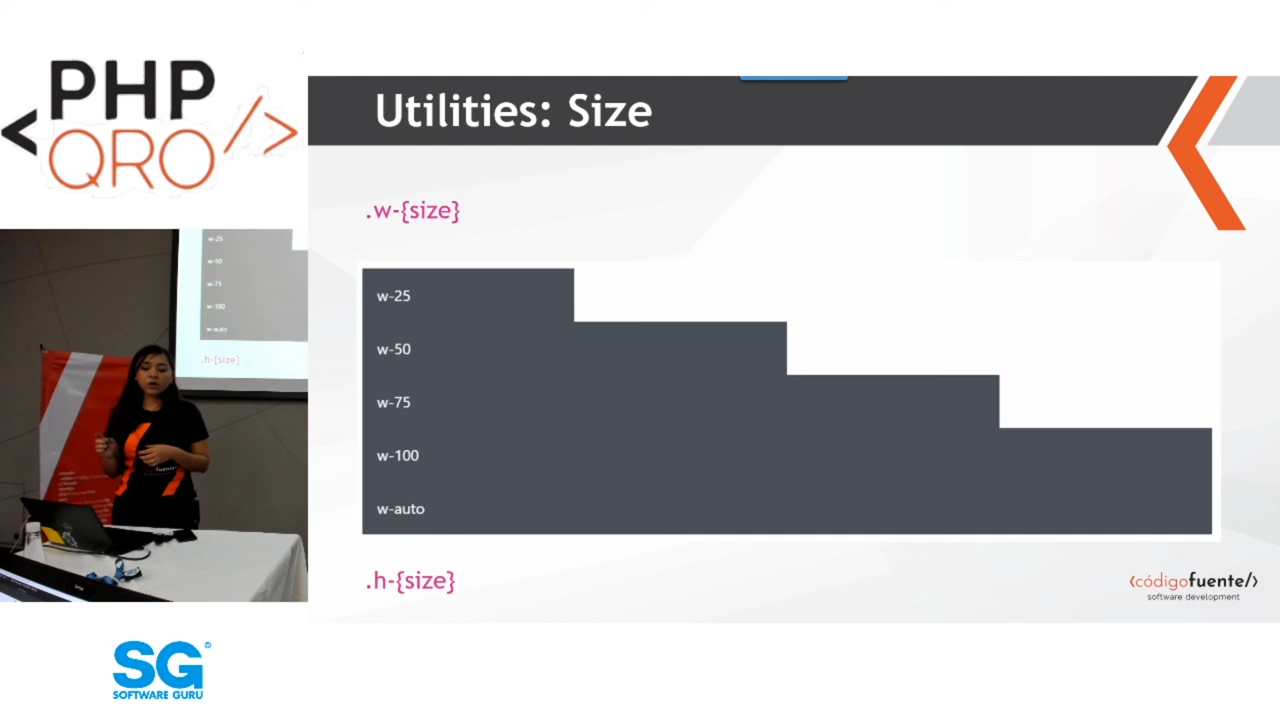 <PHP
QRO/>
Utilities: Size
.w-{size}
w-25
w-50
w-75
w-100
w-auto
.h-{size}
<códigofuente/>
software development
w-25
w-50
w-75
w-100
w-auto
.h-{size}
fuente
SG®
SOFTWARE GURU